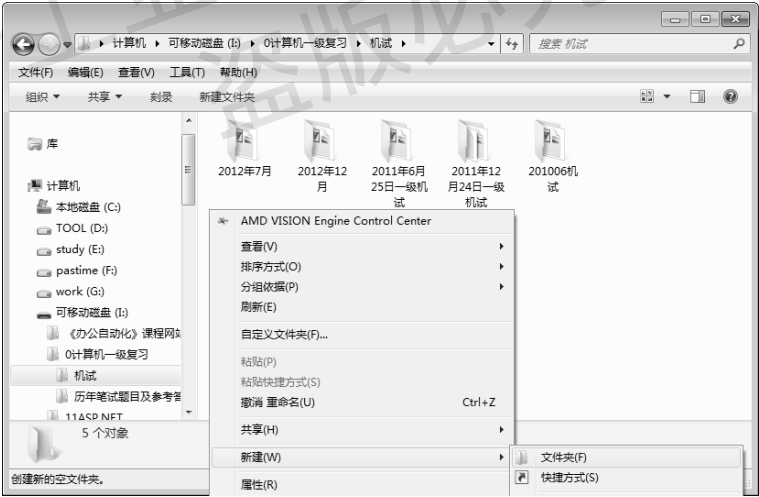 计算机 ▸ 可移动磁盘 (I:) ▸ 0计算机一级复习 ▸ 机试 ▸
搜索 机试
文件(F) 编辑(E) 查看(V) 工具(T) 帮助(H)
组织 共享 刻录 新建文件夹
库
计算机
本地磁盘 (C:)
TOOL (D:)
study (E:)
pastime (F:)
work (G:)
可移动磁盘 (I:)
《办公自动化》课程网站
0计算机一级复习
机试
历年笔试题目及参考答
11ASP.NET
2012年7月
2012年12
月
2011年6月
25日一级机
试
2011年12
月24日一级
机试
201006机
试
AMD VISION Engine Control Center
查看(V)
排序方式(O)
分组依据(P)
刷新(E)
自定义文件夹(F)...
粘贴(P)
粘贴快捷方式(S)
撤消 重命名(U) Ctrl+Z
共享(H)
新建(W)
属性(R)
文件夹(F)
快捷方式(S)
5 个对象
创建新的空文件夹。